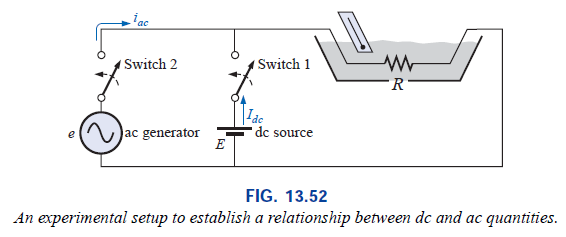 i_ac
Switch 2
Switch 1
R
I_dc
e
ac generator
E
dc source
FIG. 13.52
An experimental setup to establish a relationship between dc and ac quantities.